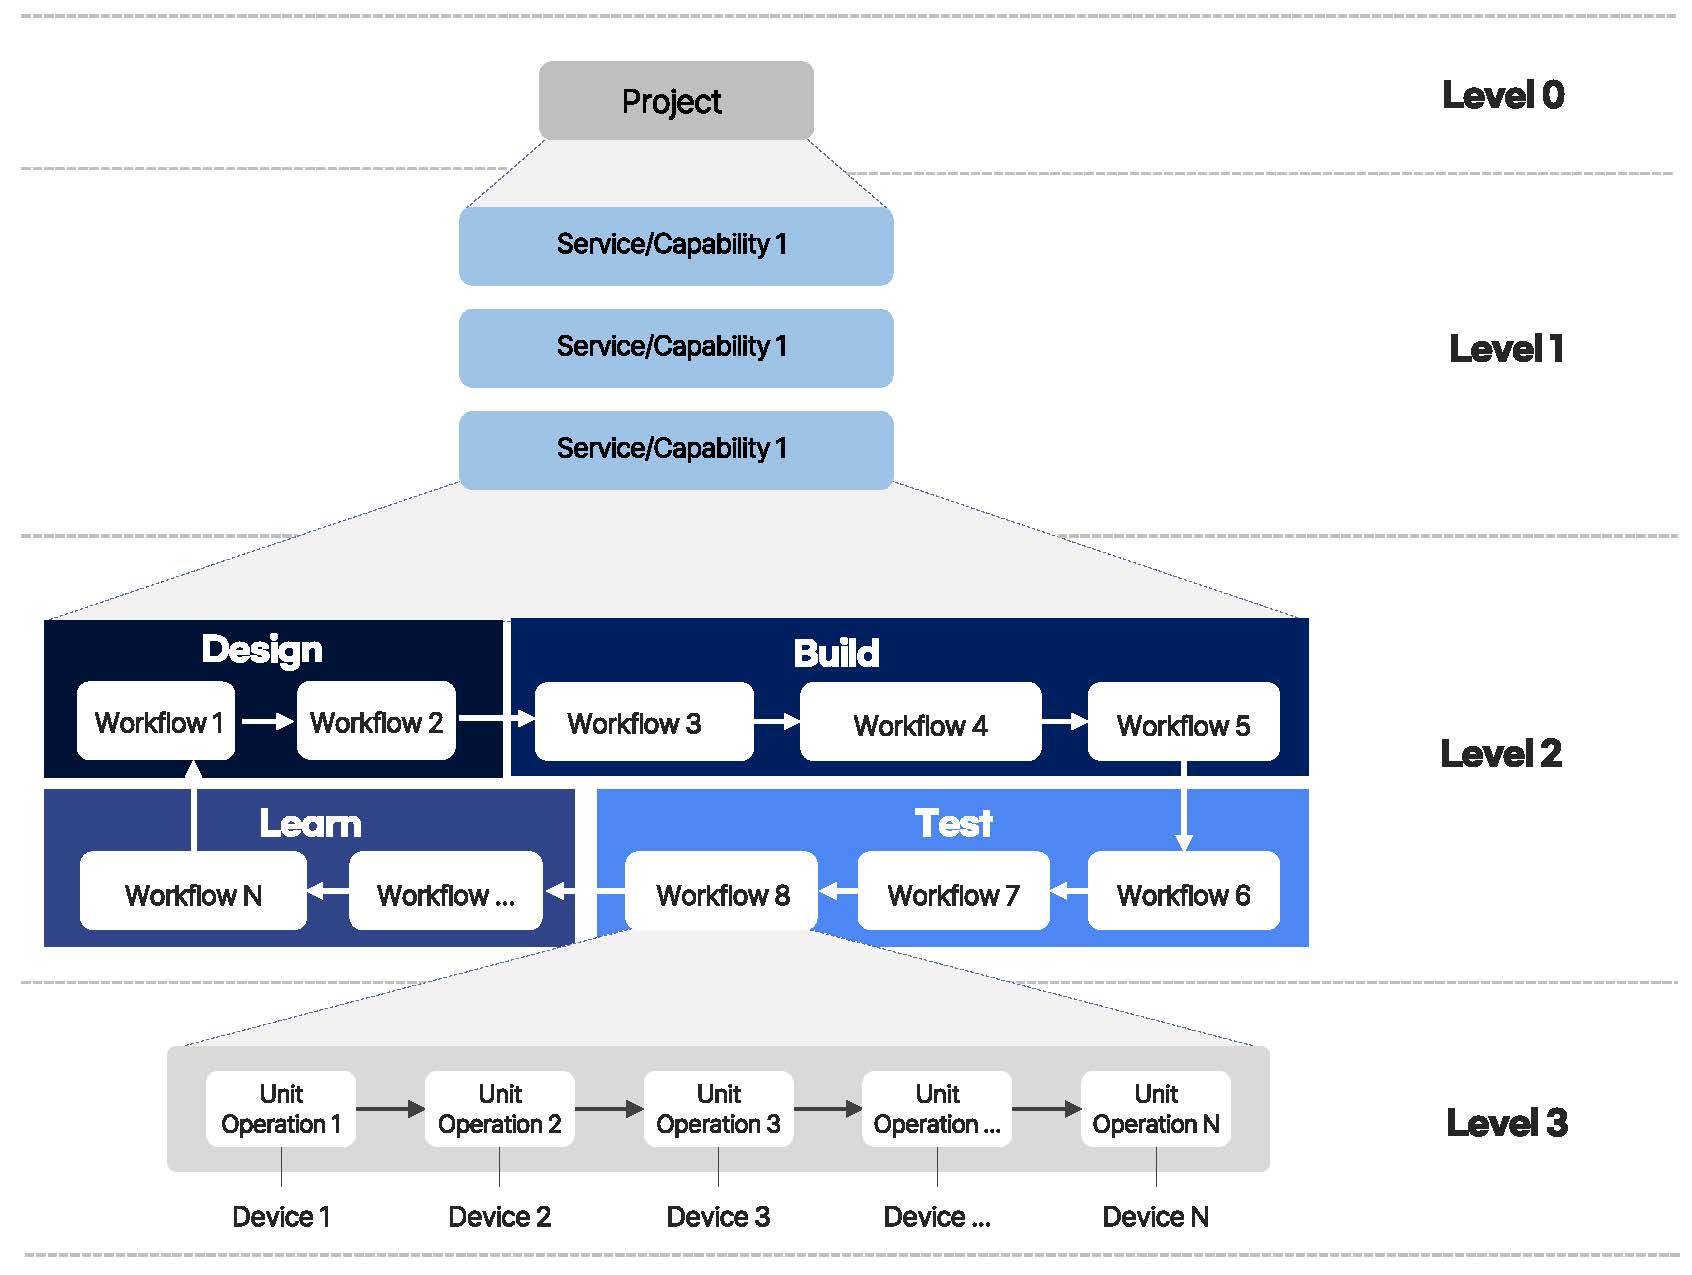 Project
Level 0
Service/Capability 1
Service/Capability 1
Level 1
Service/Capability 1
Design
Build
Workflow 1
Workflow 2
Workflow 3
Workflow 4
Workflow 5
Level 2
Learn
Test
Workflow N
Workflow ...
Workflow 8
Workflow 7
Workflow 6
Unit
Operation 1
Unit
Operation 2
Unit
Operation 3
Unit
Operation ...
Unit
Operation N
Level 3
Device 1
Device 2
Device 3
Device ...
Device N